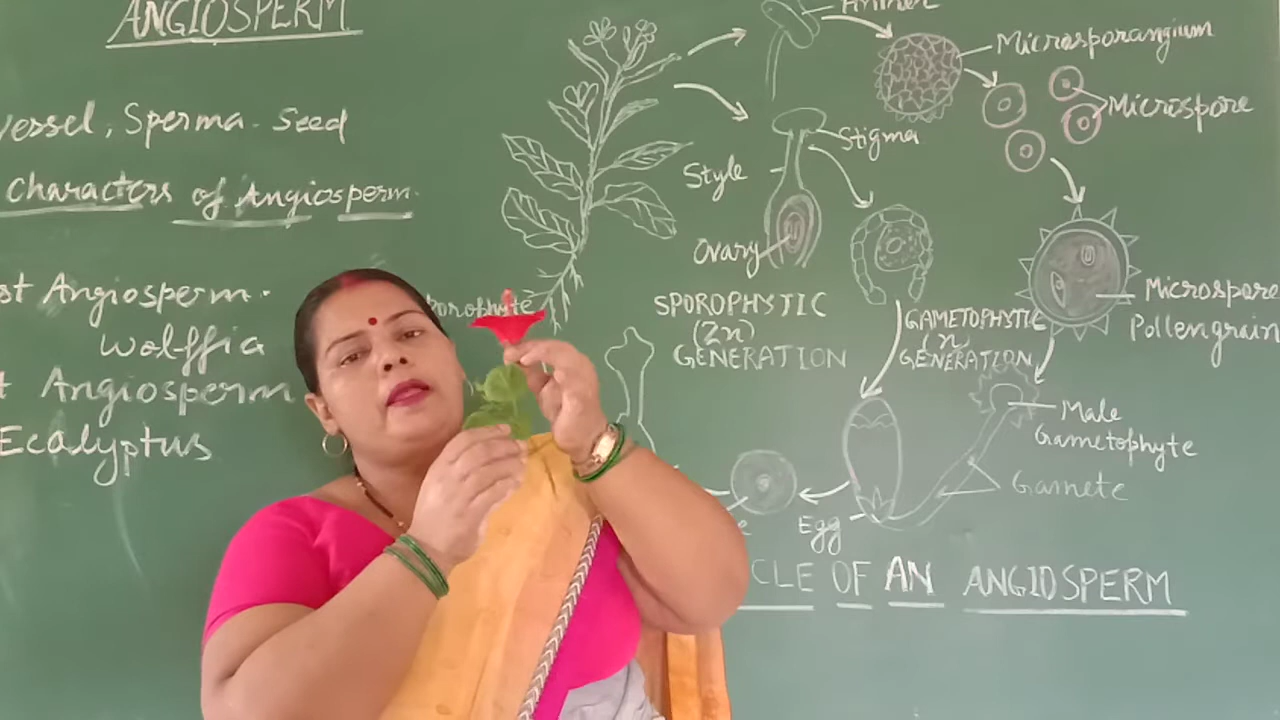 ANGIOSPERM
vessel, Sperma - Seed
Characters of Angiosperm.
st Angiosperm.
Wolffia
t Angiosperm
Ecalyptus
Anther
Microsporangium
Microspore
Stigma
Style
Ovary
orophyte
SPOROPHYTIC
(2n)
GENERATION
GAMETOPHYTIC
(n)
GENERATION
Microspore
Pollengrain
Male
Gametophyte
Gamete
Egg
CLE OF AN ANGIOSPERM